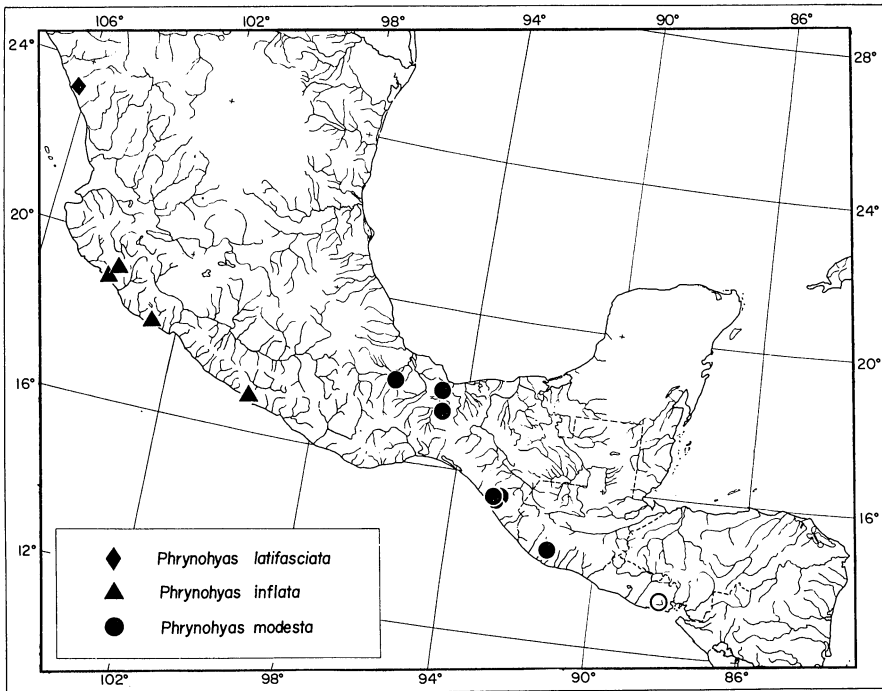 106° 102° 98° 94° 90° 86°
24° 28°
20° 24°
16° 20°
12° 16°
Phrynohyas latifasciata
Phrynohyas inflata
Phrynohyas modesta
102° 98° 94° 90° 86°